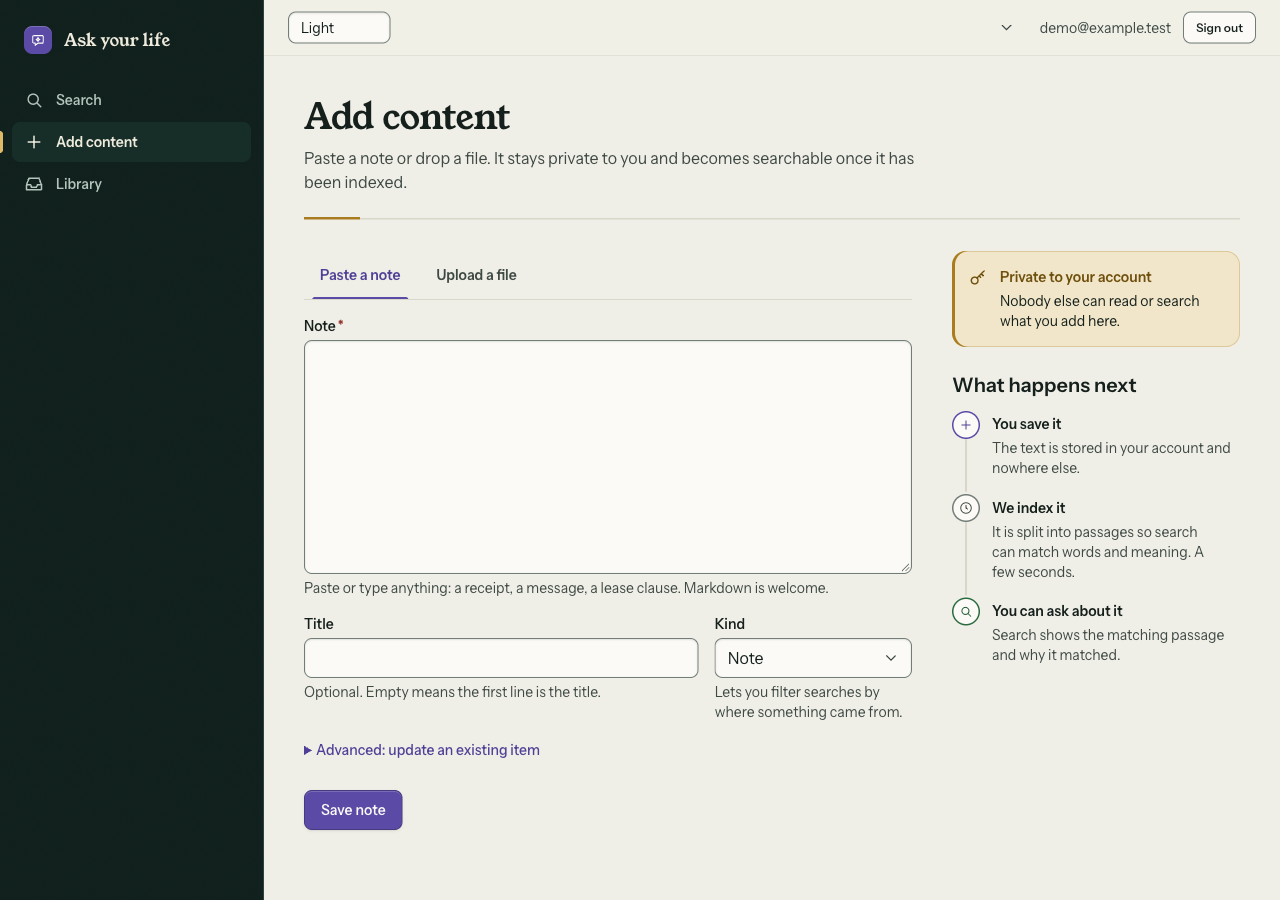 Ask your life
Search
Add content
Library
Light
demo@example.test
Sign out
Add content
Paste a note or drop a file. It stays private to you and becomes searchable once it has
been indexed.
Paste a note
Upload a file
Note*
Paste or type anything: a receipt, a message, a lease clause. Markdown is welcome.
Title
Optional. Empty means the first line is the title.
Kind
Note
Lets you filter searches by
where something came from.
Advanced: update an existing item
Save note
Private to your account
Nobody else can read or search
what you add here.
What happens next
You save it
The text is stored in your account and
nowhere else.
We index it
It is split into passages so search
can match words and meaning. A
few seconds.
You can ask about it
Search shows the matching passage
and why it matched.